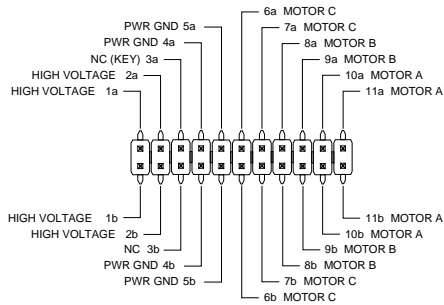 6a MOTOR C
PWR GND 5a
7a MOTOR C
PWR GND 4a
8a MOTOR B
NC (KEY) 3a
9a MOTOR B
HIGH VOLTAGE 2a
10a MOTOR A
HIGH VOLTAGE 1a
11a MOTOR A
HIGH VOLTAGE 1b
11b MOTOR A
HIGH VOLTAGE 2b
10b MOTOR A
NC 3b
9b MOTOR B
PWR GND 4b
8b MOTOR B
PWR GND 5b
7b MOTOR C
6b MOTOR C